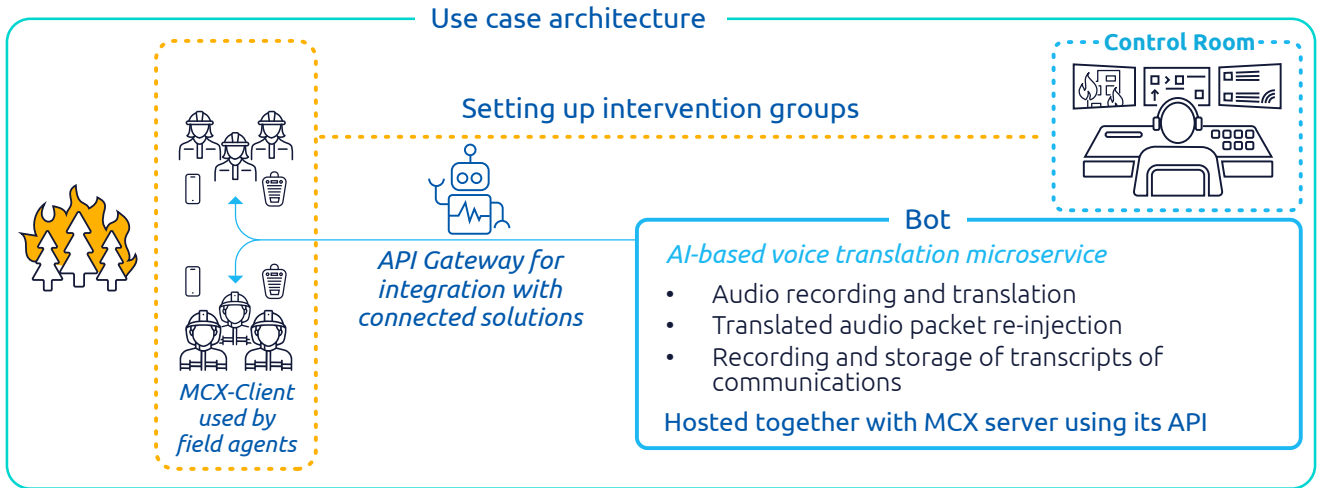 Use case architecture
Control Room
Setting up intervention groups
API Gateway for
integration with
connected solutions
MCX-Client
used by
field agents
Bot
AI-based voice translation microservice
• Audio recording and translation
• Translated audio packet re-injection
• Recording and storage of transcripts of
communications
Hosted together with MCX server using its API